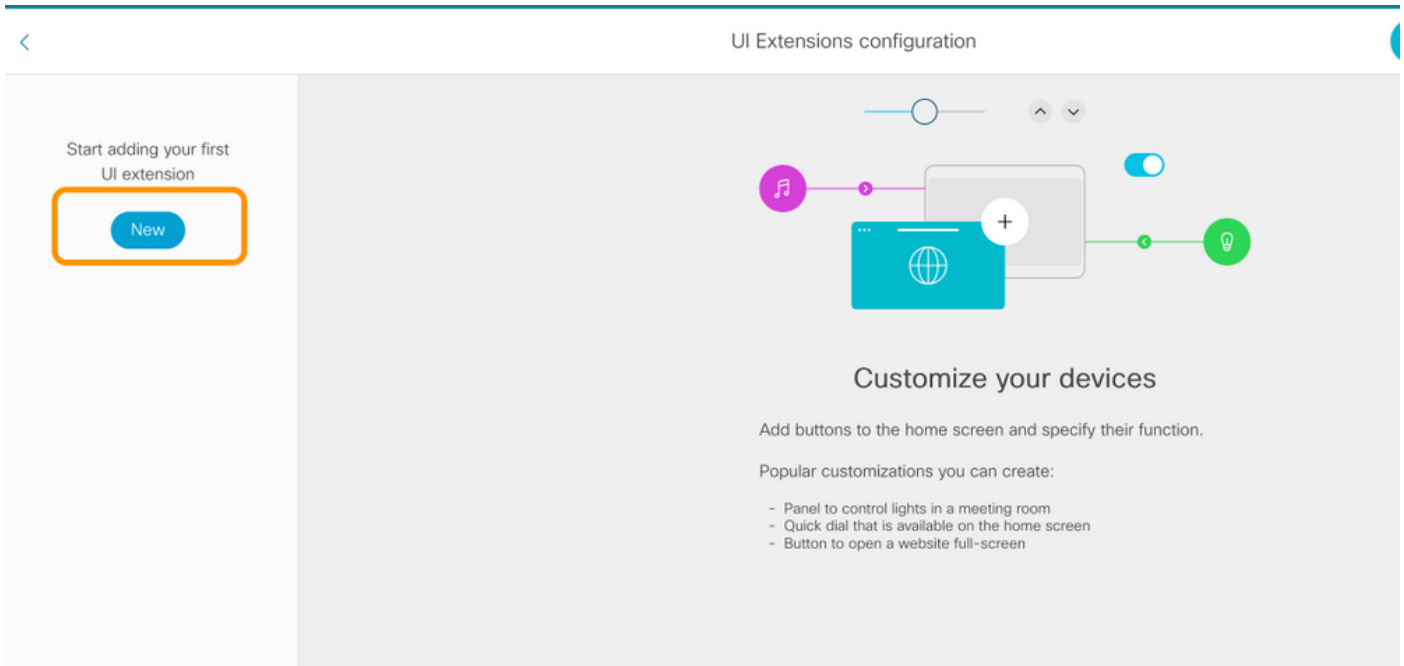 UI Extensions configuration
Start adding your first
UI extension
New
Customize your devices
Add buttons to the home screen and specify their function.
Popular customizations you can create:
- Panel to control lights in a meeting room
- Quick dial that is available on the home screen
- Button to open a website full-screen